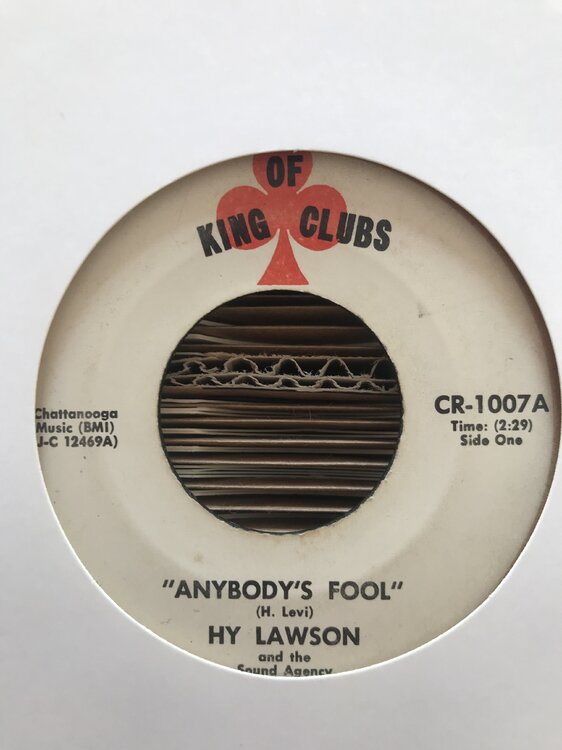 OF
KING CLUBS
Chattanooga
Music (BMI)
J-C 12469A)
CR-1007A
Time: (2:29)
Side One
"ANYBODY'S FOOL"
(H. Levi)
HY LAWSON
and the
Sound Agency